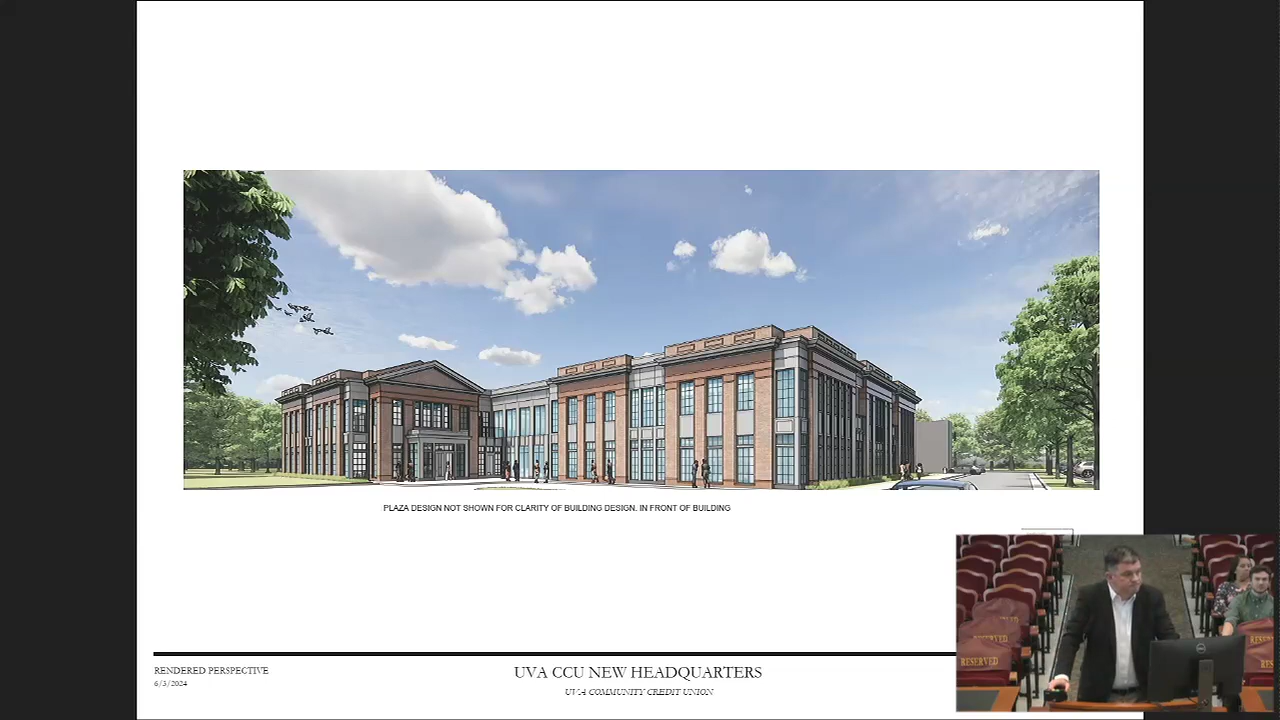 PLAZA DESIGN NOT SHOWN FOR CLARITY OF BUILDING DESIGN. IN FRONT OF BUILDING
RENDERED PERSPECTIVE
6/3/2024
UVA CCU NEW HEADQUARTERS
UVA COMMUNITY CREDIT UNION
RESERVED
RESERVED